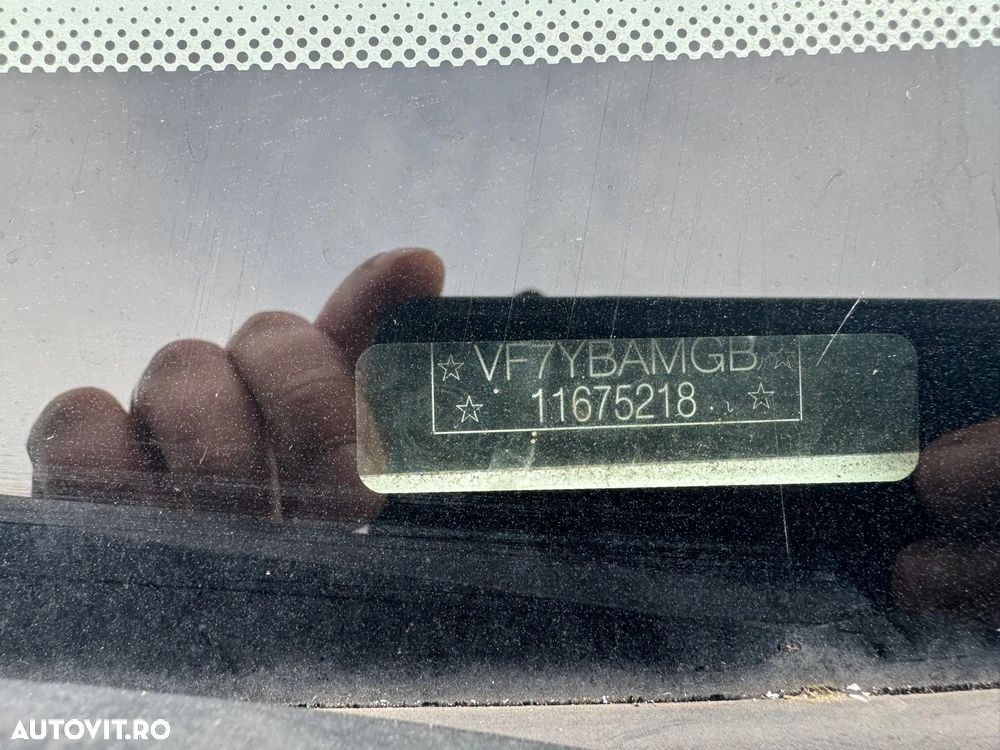 ☆ VF7YBAMGB ☆
☆ 11675218 ☆
AUTOVIT.RO